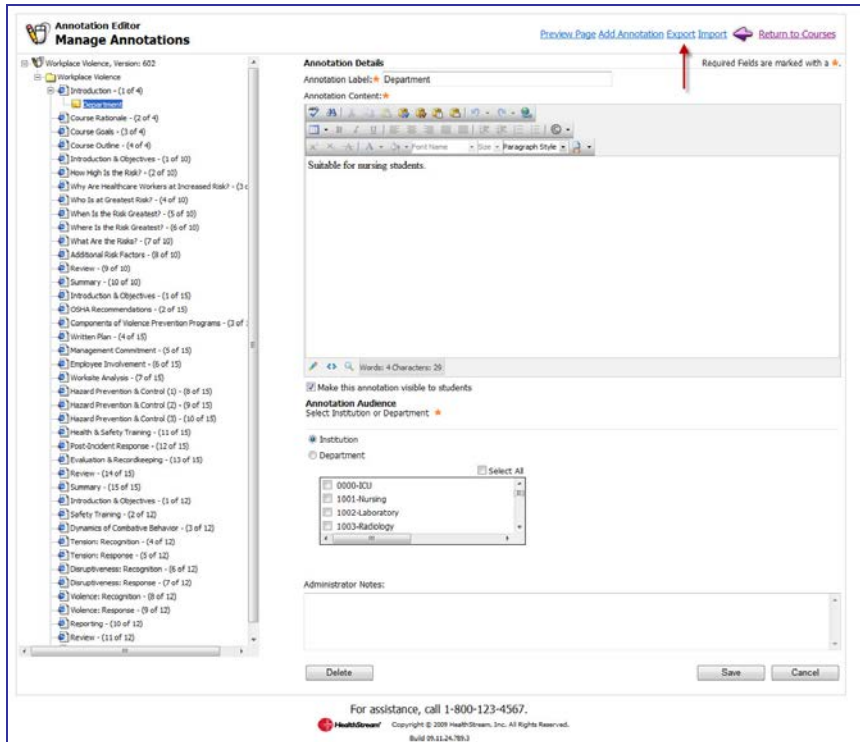 Annotation Editor
Manage Annotations
Preview Page Add Annotation Export Import Return to Courses
Workplace Violence, Version: 602
Workplace Violence
Introduction - (1 of 4)
Department
Course Rationale - (2 of 4)
Course Goals - (3 of 4)
Course Outline - (4 of 4)
Introduction & Objectives - (1 of 10)
How High Is the Risk? - (2 of 10)
Why Are Healthcare Workers at Increased Risk? - (3 c
Who Is at Greatest Risk? - (4 of 10)
When Is the Risk Greatest? - (5 of 10)
Where Is the Risk Greatest? - (6 of 10)
What Are the Risks? - (7 of 10)
Additional Risk Factors - (8 of 10)
Review - (9 of 10)
Summary - (10 of 10)
Introduction & Objectives - (1 of 15)
OSHA Recommendations - (2 of 15)
Components of Violence Prevention Programs - (3 of
Written Plan - (4 of 15)
Management Commitment - (5 of 15)
Employee Involvement - (6 of 15)
Worksite Analysis - (7 of 15)
Hazard Prevention & Control (1) - (8 of 15)
Hazard Prevention & Control (2) - (9 of 15)
Hazard Prevention & Control (3) - (10 of 15)
Health & Safety Training - (11 of 15)
Post-Incident Response - (12 of 15)
Evaluation & Recordkeeping - (13 of 15)
Review - (14 of 15)
Summary - (15 of 15)
Introduction & Objectives - (1 of 12)
Safety Training - (2 of 12)
Dynamics of Combative Behavior - (3 of 12)
Tension: Recognition - (4 of 12)
Tension: Response - (5 of 12)
Disruptiveness: Recognition - (6 of 12)
Disruptiveness: Response - (7 of 12)
Violence: Recognition - (8 of 12)
Violence: Response - (9 of 12)
Reporting - (10 of 12)
Review - (11 of 12)
Annotation Details
Required Fields are marked with a *.
Annotation Label:* Department
Annotation Content:*
Font Name Size Paragraph Style
Suitable for nursing students.
Words: 4 Characters: 29
Make this annotation visible to students
Annotation Audience
Select Institution or Department *
Institution
Department
Select All
0000-ICU
1001-Nursing
1002-Laboratory
1003-Radiology
Administrator Notes:
Delete Save Cancel
For assistance, call 1-800-123-4567.
HealthStream Copyright © 2009 HealthStream, Inc. All Rights Reserved.
Build 09.11.24.789.3